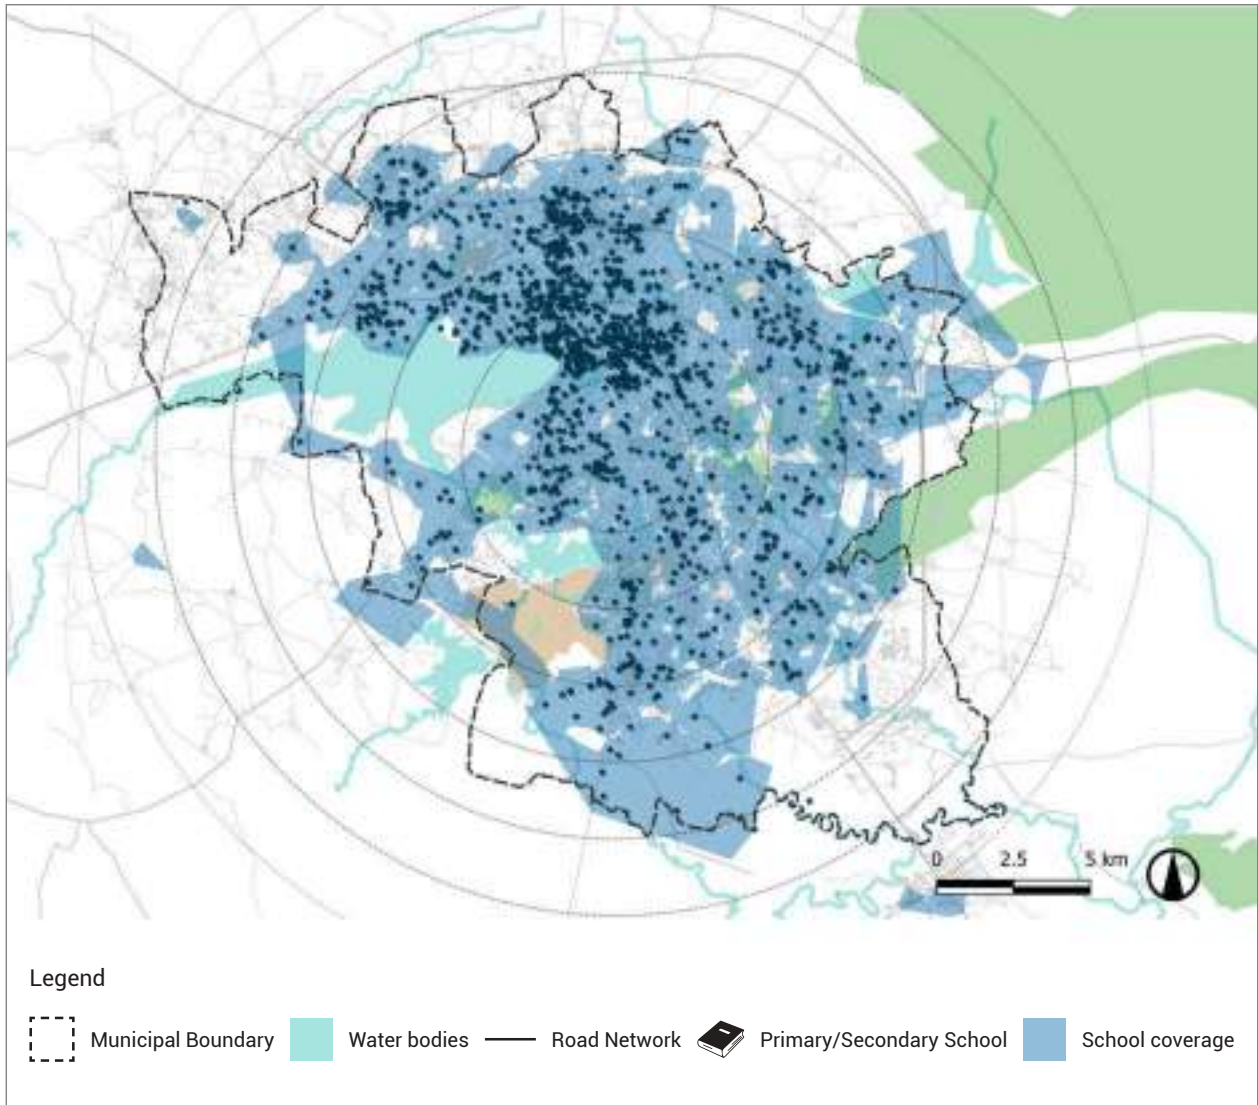 0 2.5 5 km
Legend
Municipal Boundary Water bodies Road Network Primary/Secondary School School coverage